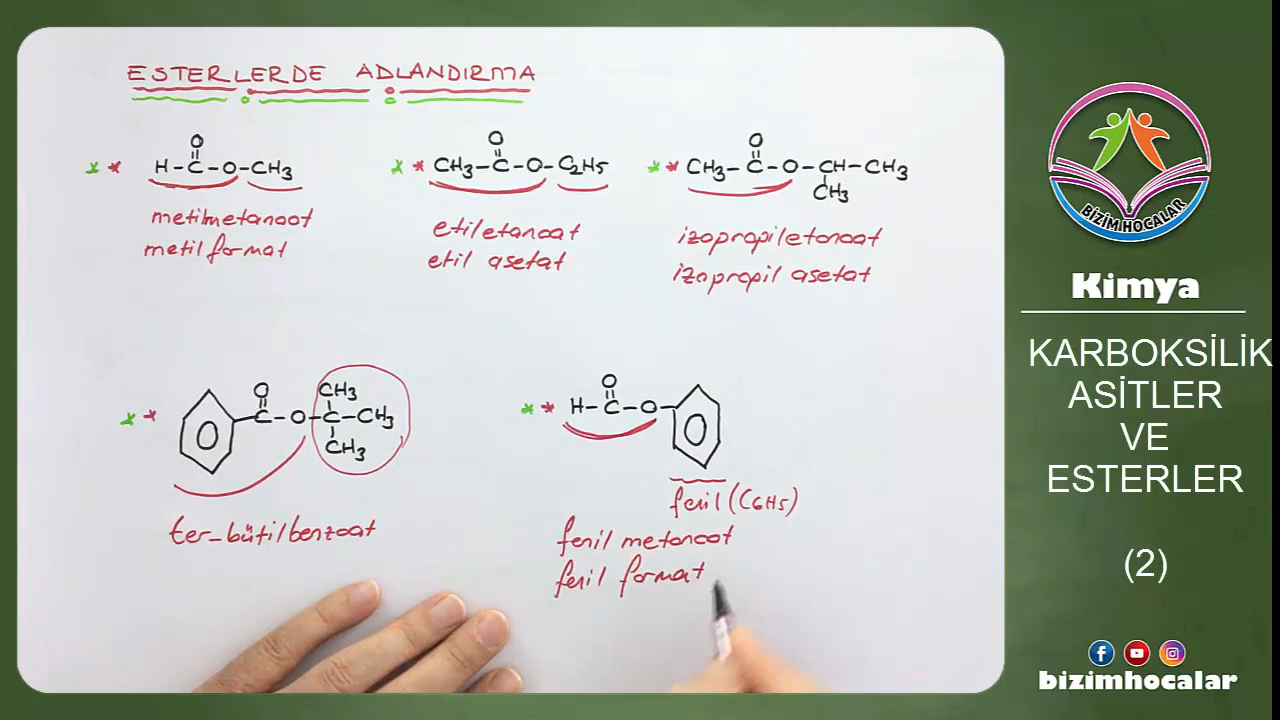 ESTERLERDE ADLANDIRMA
O
H-C-O-CH3
metilmetanoat
metil format
O
CH3-C-O-C2H5
etiletanoat
etil asetat
O
CH3-C-O-CH-CH3
CH3
izopropiletanoat
izopropil asetat
O
C-O-C-CH3
CH3
CH3
ter-bütilbenzoat
O
H-C-O
fenil (C6H5)
fenil metanoat
fenil format
BİZİMHOCALAR
Kimya
KARBOKSİLİK
ASİTLER
VE
ESTERLER
(2)
bizimhocalar